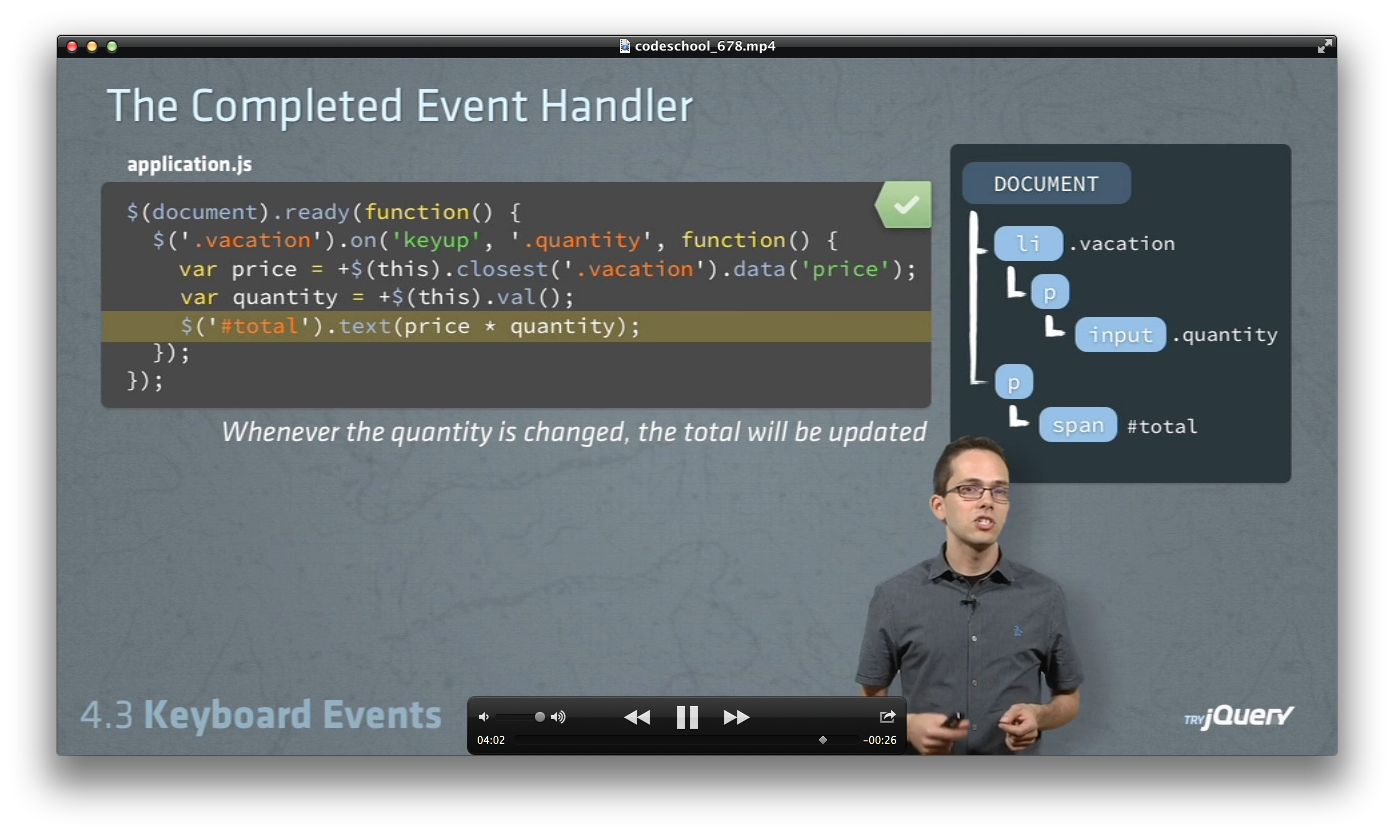 codeschool_678.mp4
The Completed Event Handler
application.js
$(document).ready(function() {
$('.vacation').on('keyup', '.quantity', function() {
var price = +$(this).closest('.vacation').data('price');
var quantity = +$(this).val();
$('#total').text(price * quantity);
});
});
Whenever the quantity is changed, the total will be updated
DOCUMENT
li .vacation
p
input .quantity
p
span #total
4.3 Keyboard Events
04:02
-00:26
TRY jQuery